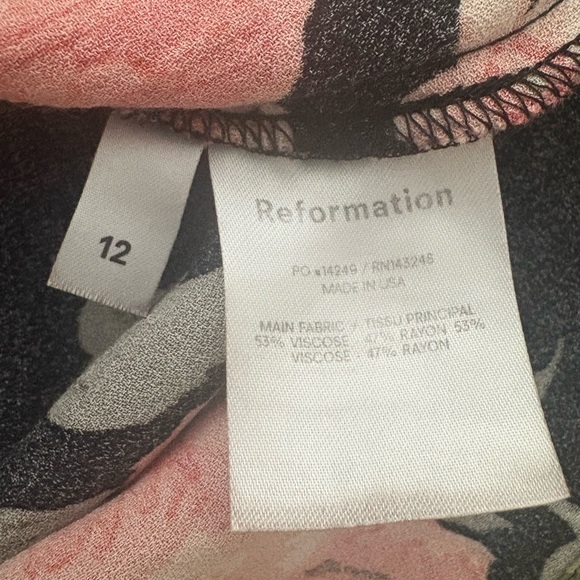 12
Reformation
PO #14249 / RN143246
MADE IN USA
MAIN FABRIC / TISSU PRINCIPAL
53% VISCOSE - 47% RAYON 53%
VISCOSE - 47% RAYON